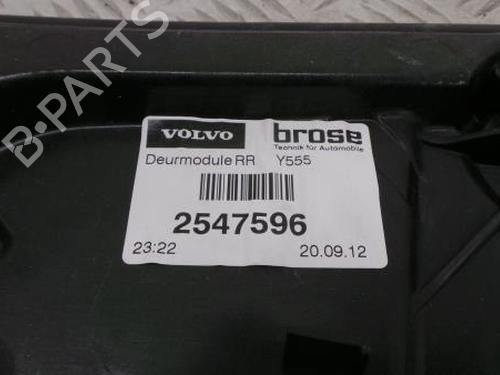 B-PARTS
VOLVO
brose
Technik für Automobile
Deurmodule RR Y555
2547596
23:22 20.09.12